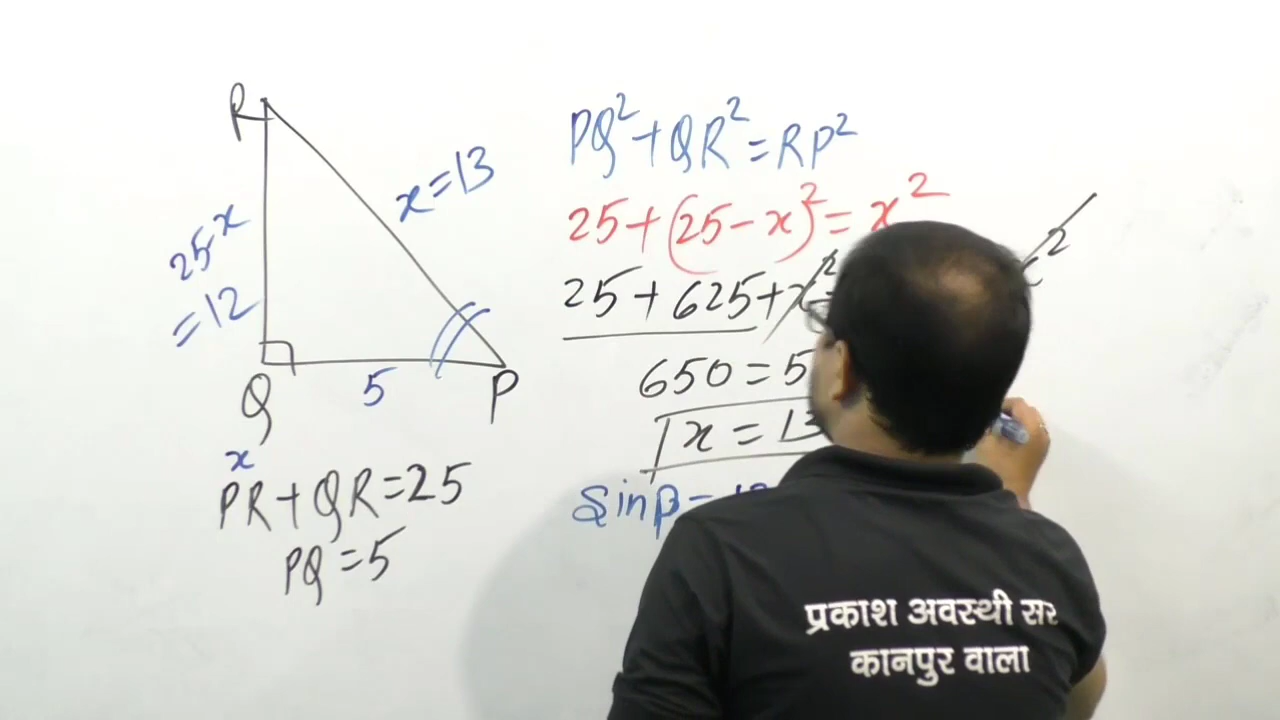 R
x=13
25-x
=12
Q
5
P
x
PR+QR=25
PQ=5
PQ²+QR²=RP²
25+(25-x)²=x²
25+625+x²
650=5
x=13
Sinp=
प्रकाश अवस्थी सर
कानपुर वाला